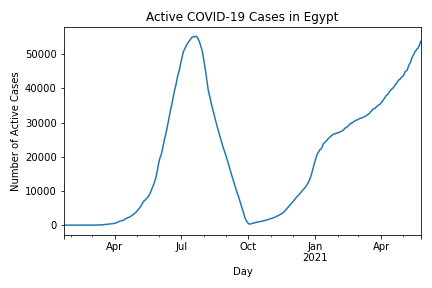 Active COVID-19 Cases in Egypt
Number of Active Cases
50000
40000
30000
20000
10000
0
Apr
Jul
Oct
Jan
2021
Apr
Day